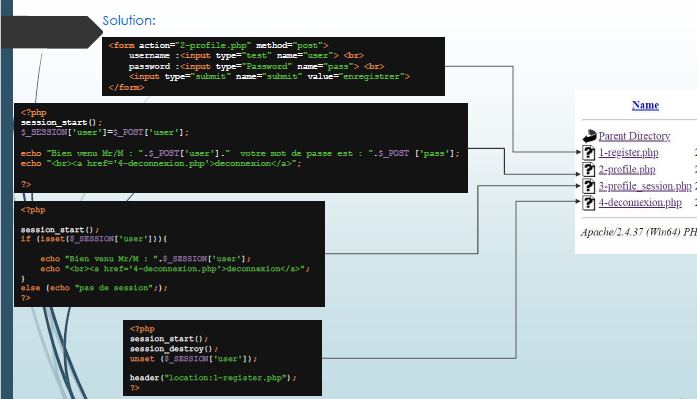 Solution:
<form action="2-profile.php" method="post">
username :<input type="test" name="user"> <br>
password :<input type="Password" name="pass"> <br>
<input type="submit" name="submit" value="enregistrer">
</form>
<?php
session_start();
$_SESSION['user']=$_POST['user'];
echo "Bien venu Mr/M : ".$_POST['user']."  votre mot de passe est : ".$_POST ['pass'];
echo "<br><a href='4-deconnexion.php'>deconnexion</a>";
?>
<?php
session_start();
if (isset($_SESSION['user'])){
echo "Bien venu Mr/M : ".$_SESSION['user'];
echo "<br><a href='4-deconnexion.php'>deconnexion</a>";
}
else {echo "pas de session";};
?>
<?php
session_start();
session_destroy();
unset ($_SESSION['user']);
header("location:1-register.php");
?>
Name
Parent Directory
1-register.php 2
2-profile.php 2
3-profile_session.php 2
4-deconnexion.php 2
Apache/2.4.37 (Win64) PH